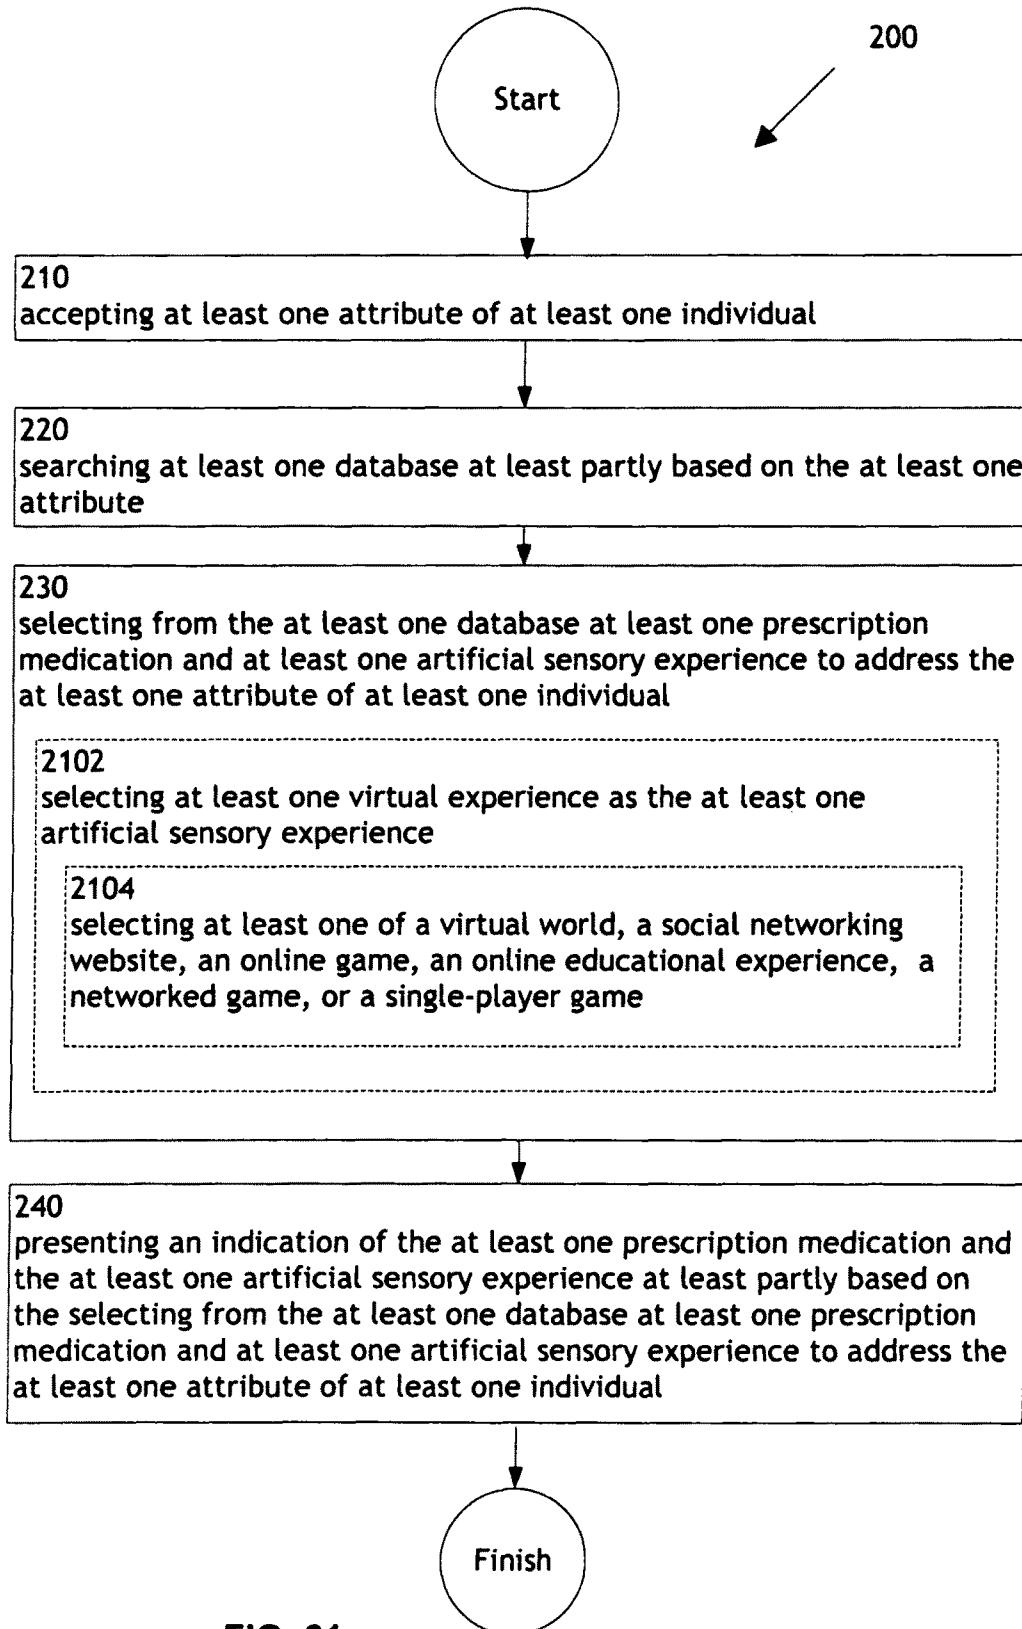 200
Start
210
accepting at least one attribute of at least one individual
220
searching at least one database at least partly based on the at least one
attribute
230
selecting from the at least one database at least one prescription
medication and at least one artificial sensory experience to address the
at least one attribute of at least one individual
2102
selecting at least one virtual experience as the at least one
artificial sensory experience
2104
selecting at least one of a virtual world, a social networking
website, an online game, an online educational experience, a
networked game, or a single-player game
240
presenting an indication of the at least one prescription medication and
the at least one artificial sensory experience at least partly based on
the selecting from the at least one database at least one prescription
medication and at least one artificial sensory experience to address the
at least one attribute of at least one individual
Finish